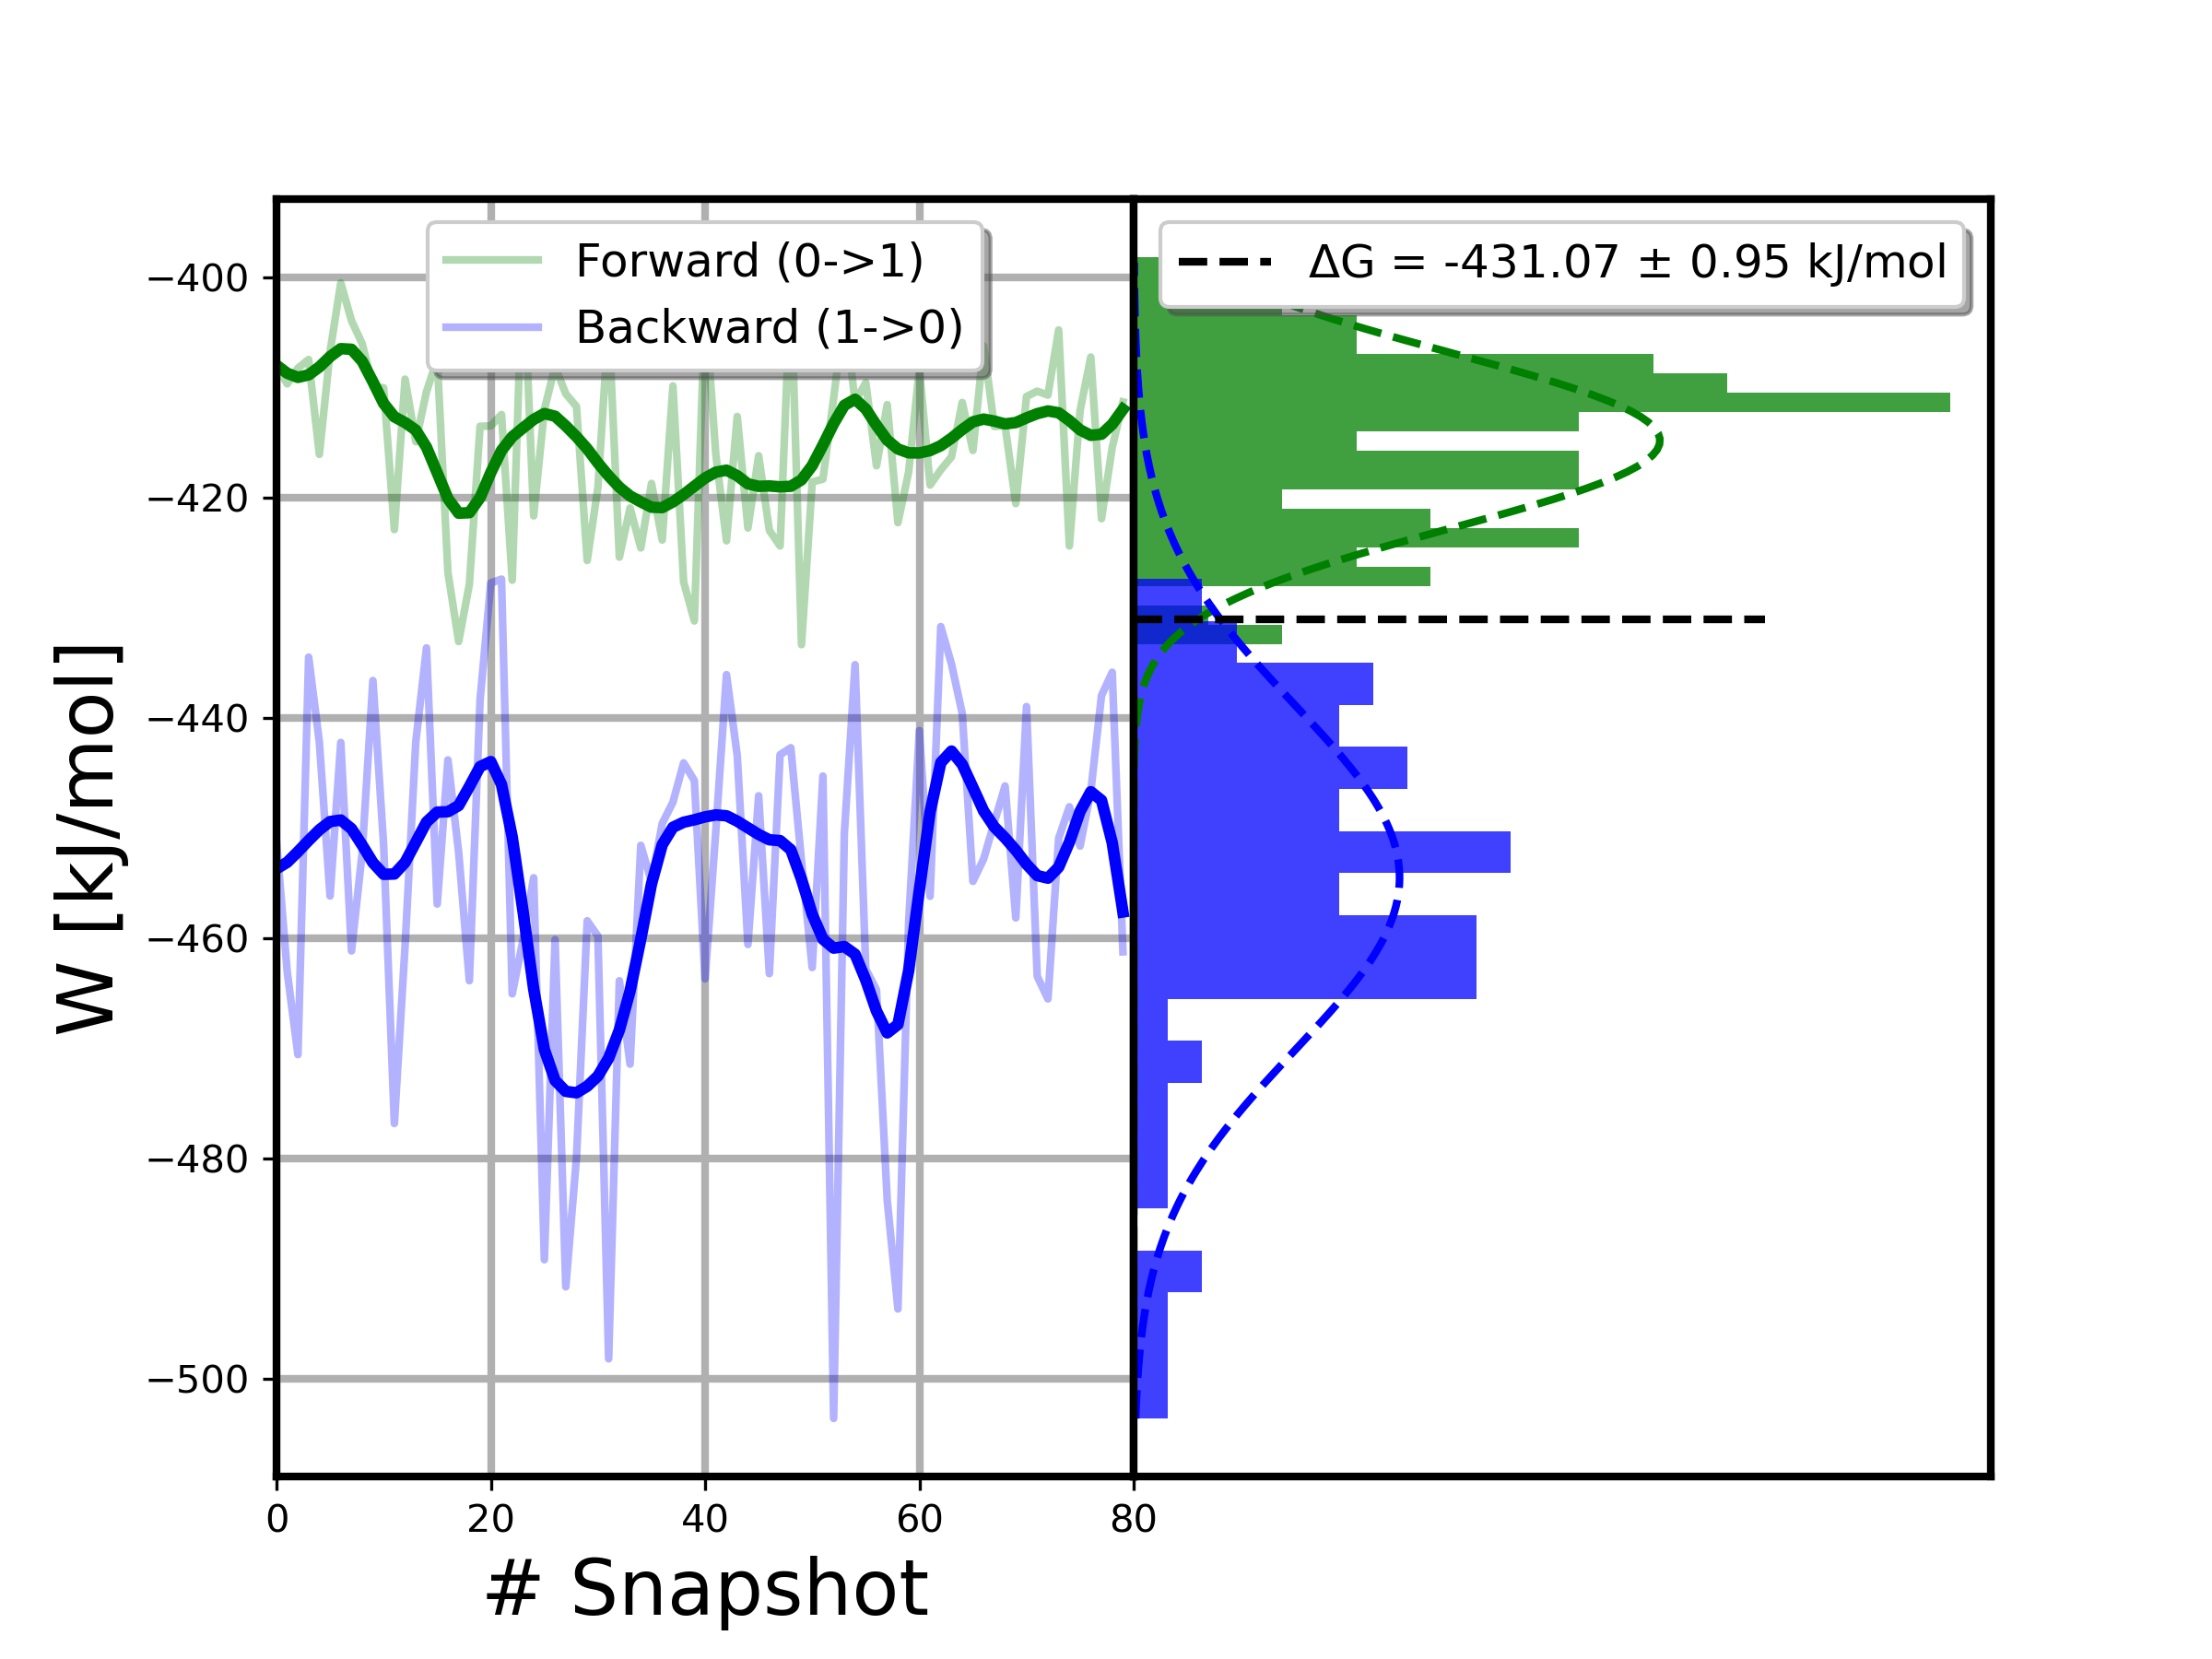 Forward (0->1)
Backward (1->0)
ΔG = -431.07 ± 0.95 kJ/mol
W [kJ/mol]
−400
−420
−440
−460
−480
−500
0 20 40 60 80
# Snapshot